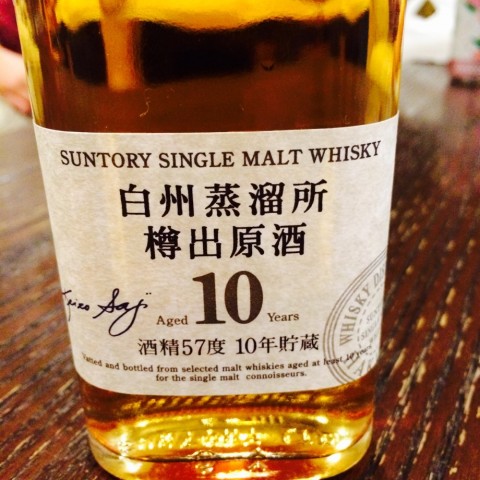 SUNTORY SINGLE MALT WHISKY
白州蒸溜所
樽出原酒
Aged 10 Years
酒精57度 10年貯蔵
Vatted and bottled from selected malt whiskies aged at least 10 years
for the single malt connoisseurs.
Saji
WHISKY